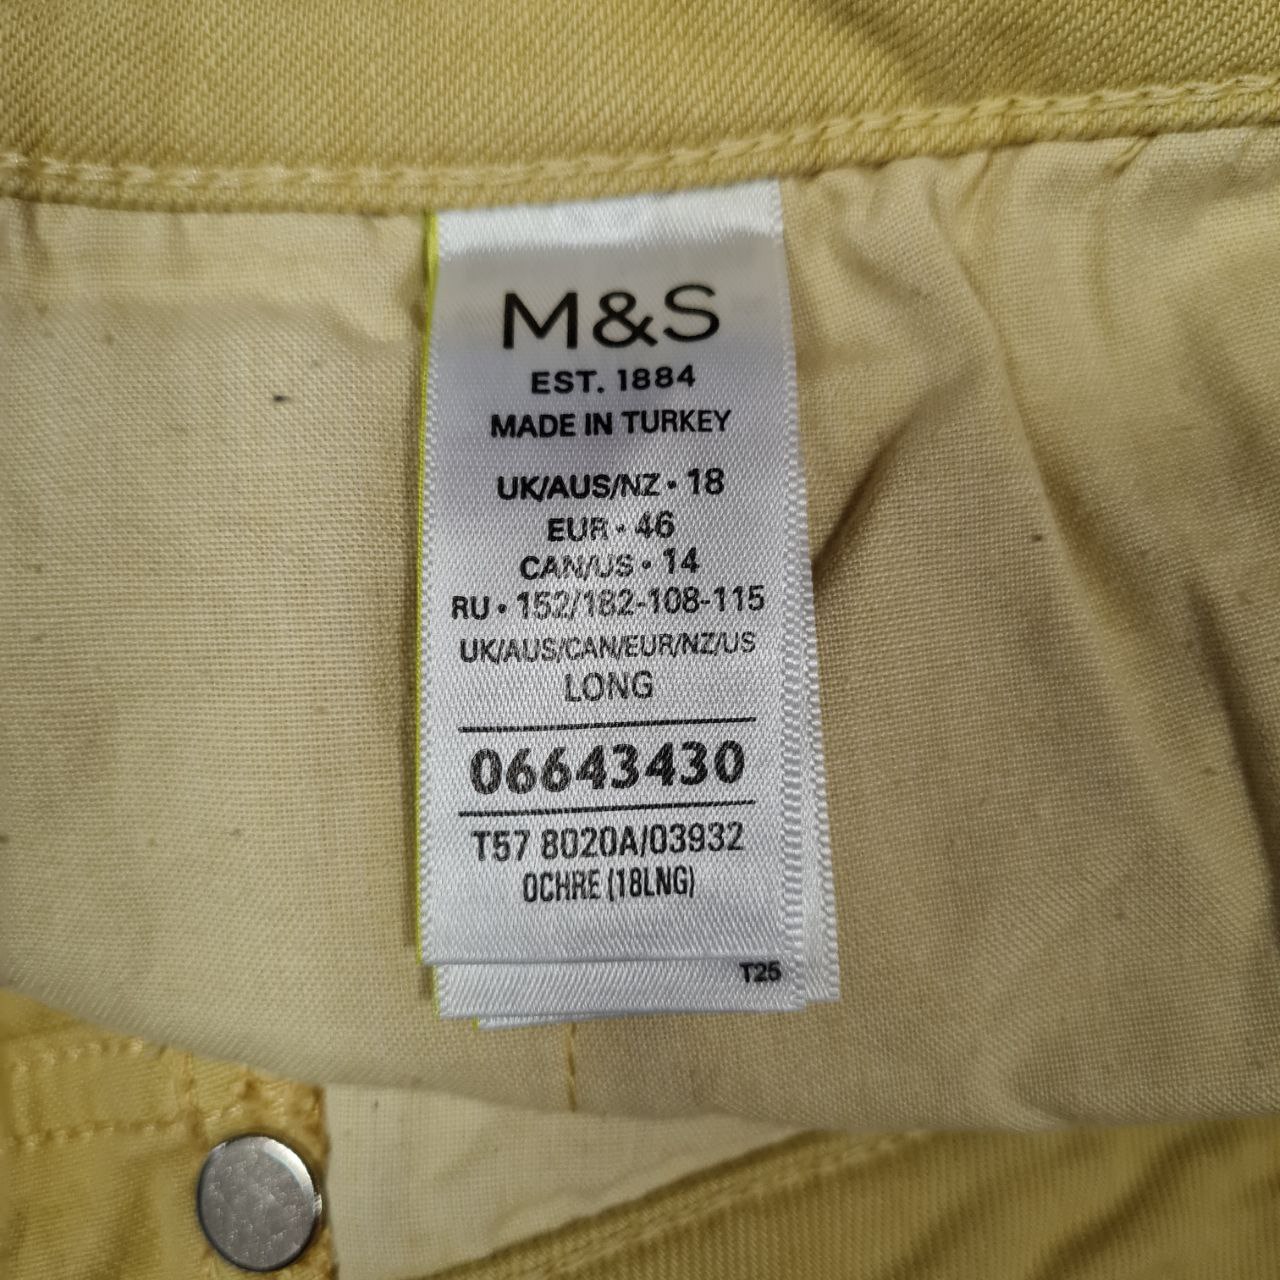 M&S
EST. 1884
MADE IN TURKEY
UK/AUS/NZ • 18
EUR • 46
CAN/US • 14
RU • 152/182-108-115
UK/AUS/CAN/EUR/NZ/US
LONG
06643430
T57 8020A/03932
OCHRE (18LNG)
T25